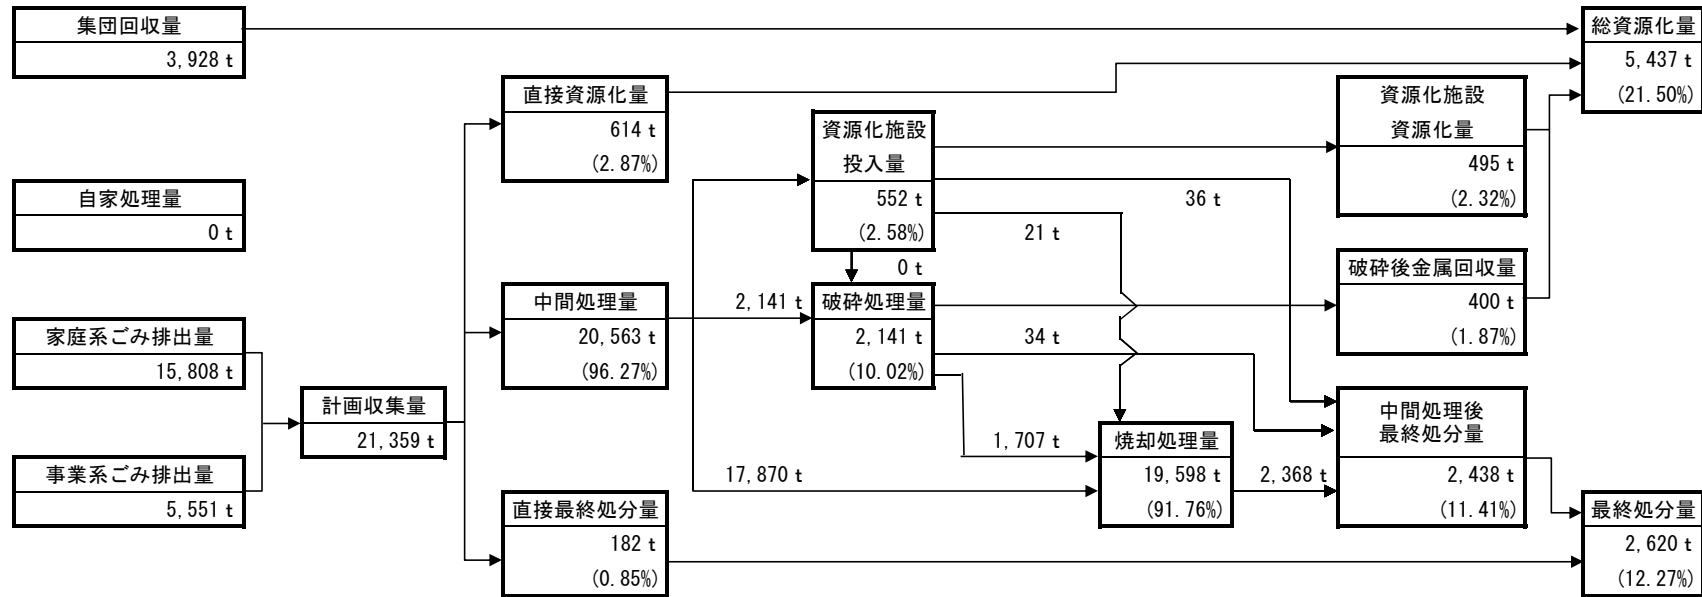 集団回収量
3,928 t
自家処理量
0 t
家庭系ごみ排出量
15,808 t
事業系ごみ排出量
5,551 t
計画収集量
21,359 t
直接資源化量
614 t
(2.87%)
中間処理量
20,563 t
(96.27%)
直接最終処分量
182 t
(0.85%)
2,141 t
17,870 t
資源化施設
投入量
552 t
(2.58%)
0 t
破砕処理量
2,141 t
(10.02%)
36 t
21 t
34 t
1,707 t
焼却処理量
19,598 t
(91.76%)
2,368 t
資源化施設
資源化量
495 t
(2.32%)
破砕後金属回収量
400 t
(1.87%)
中間処理後
最終処分量
2,438 t
(11.41%)
総資源化量
5,437 t
(21.50%)
最終処分量
2,620 t
(12.27%)